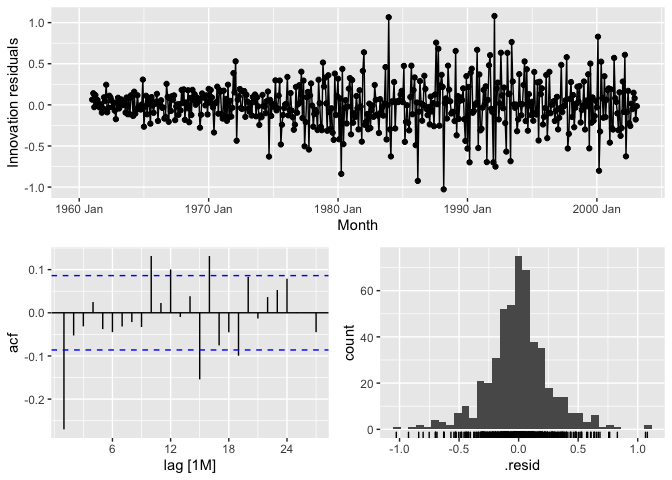 1.0
0.5
0.0
-0.5
-1.0
Innovation residuals
1960 Jan 1970 Jan 1980 Jan 1990 Jan 2000 Jan
Month
0.1
0.0
-0.1
-0.2
acf
6 12 18 24
lag [1M]
60
40
20
0
count
-1.0 -0.5 0.0 0.5 1.0
.resid